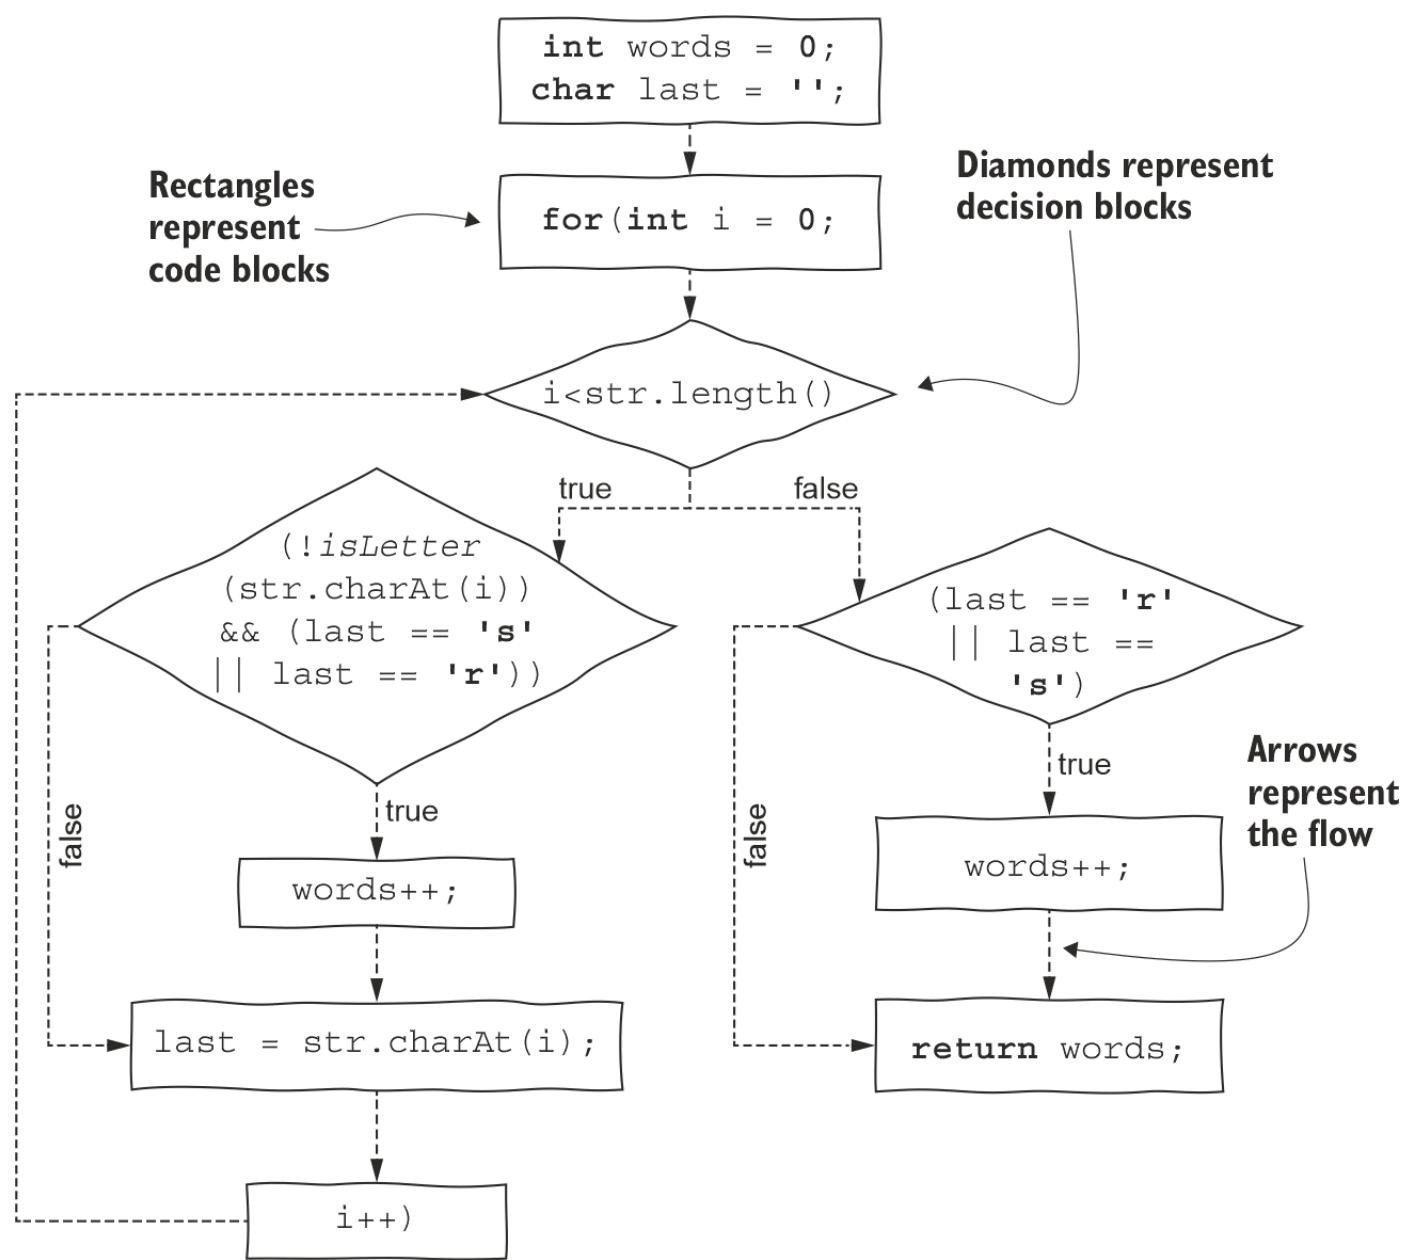 int words = 0;
char last = '';
Rectangles
represent
code blocks
for(int i = 0;
Diamonds represent
decision blocks
i<str.length()
true
false
(!isLetter
(str.charAt(i))
&& (last == 's'
|| last == 'r'))
(last == 'r'
|| last ==
's')
true
false
words++;
last = str.charAt(i);
i++)
true
false
words++;
return words;
Arrows
represent
the flow